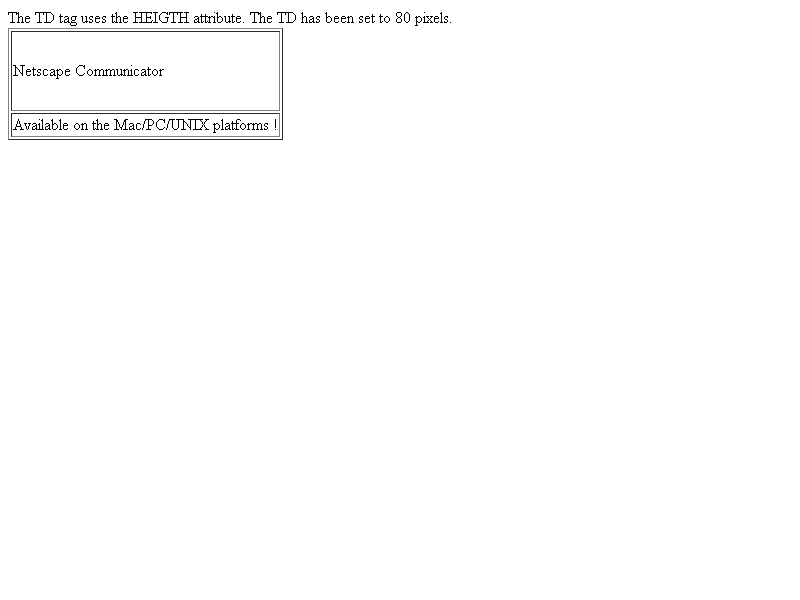 The TD tag uses the HEIGTH attribute. The TD has been set to 80 pixels.
Netscape Communicator
Available on the Mac/PC/UNIX platforms !